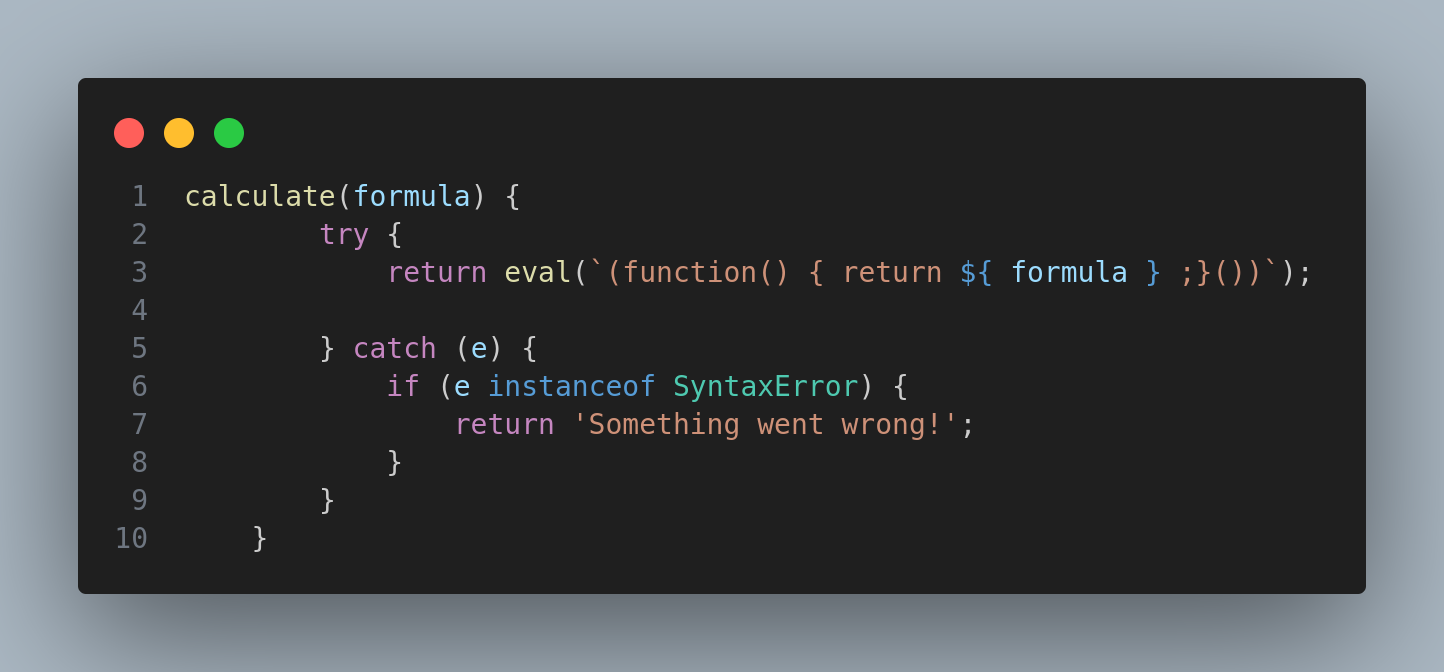 1 calculate(formula) {
2         try {
3             return eval(`(function() { return ${ formula } ;}())`);
4
5         } catch (e) {
6             if (e instanceof SyntaxError) {
7                 return 'Something went wrong!';
8             }
9         }
10     }